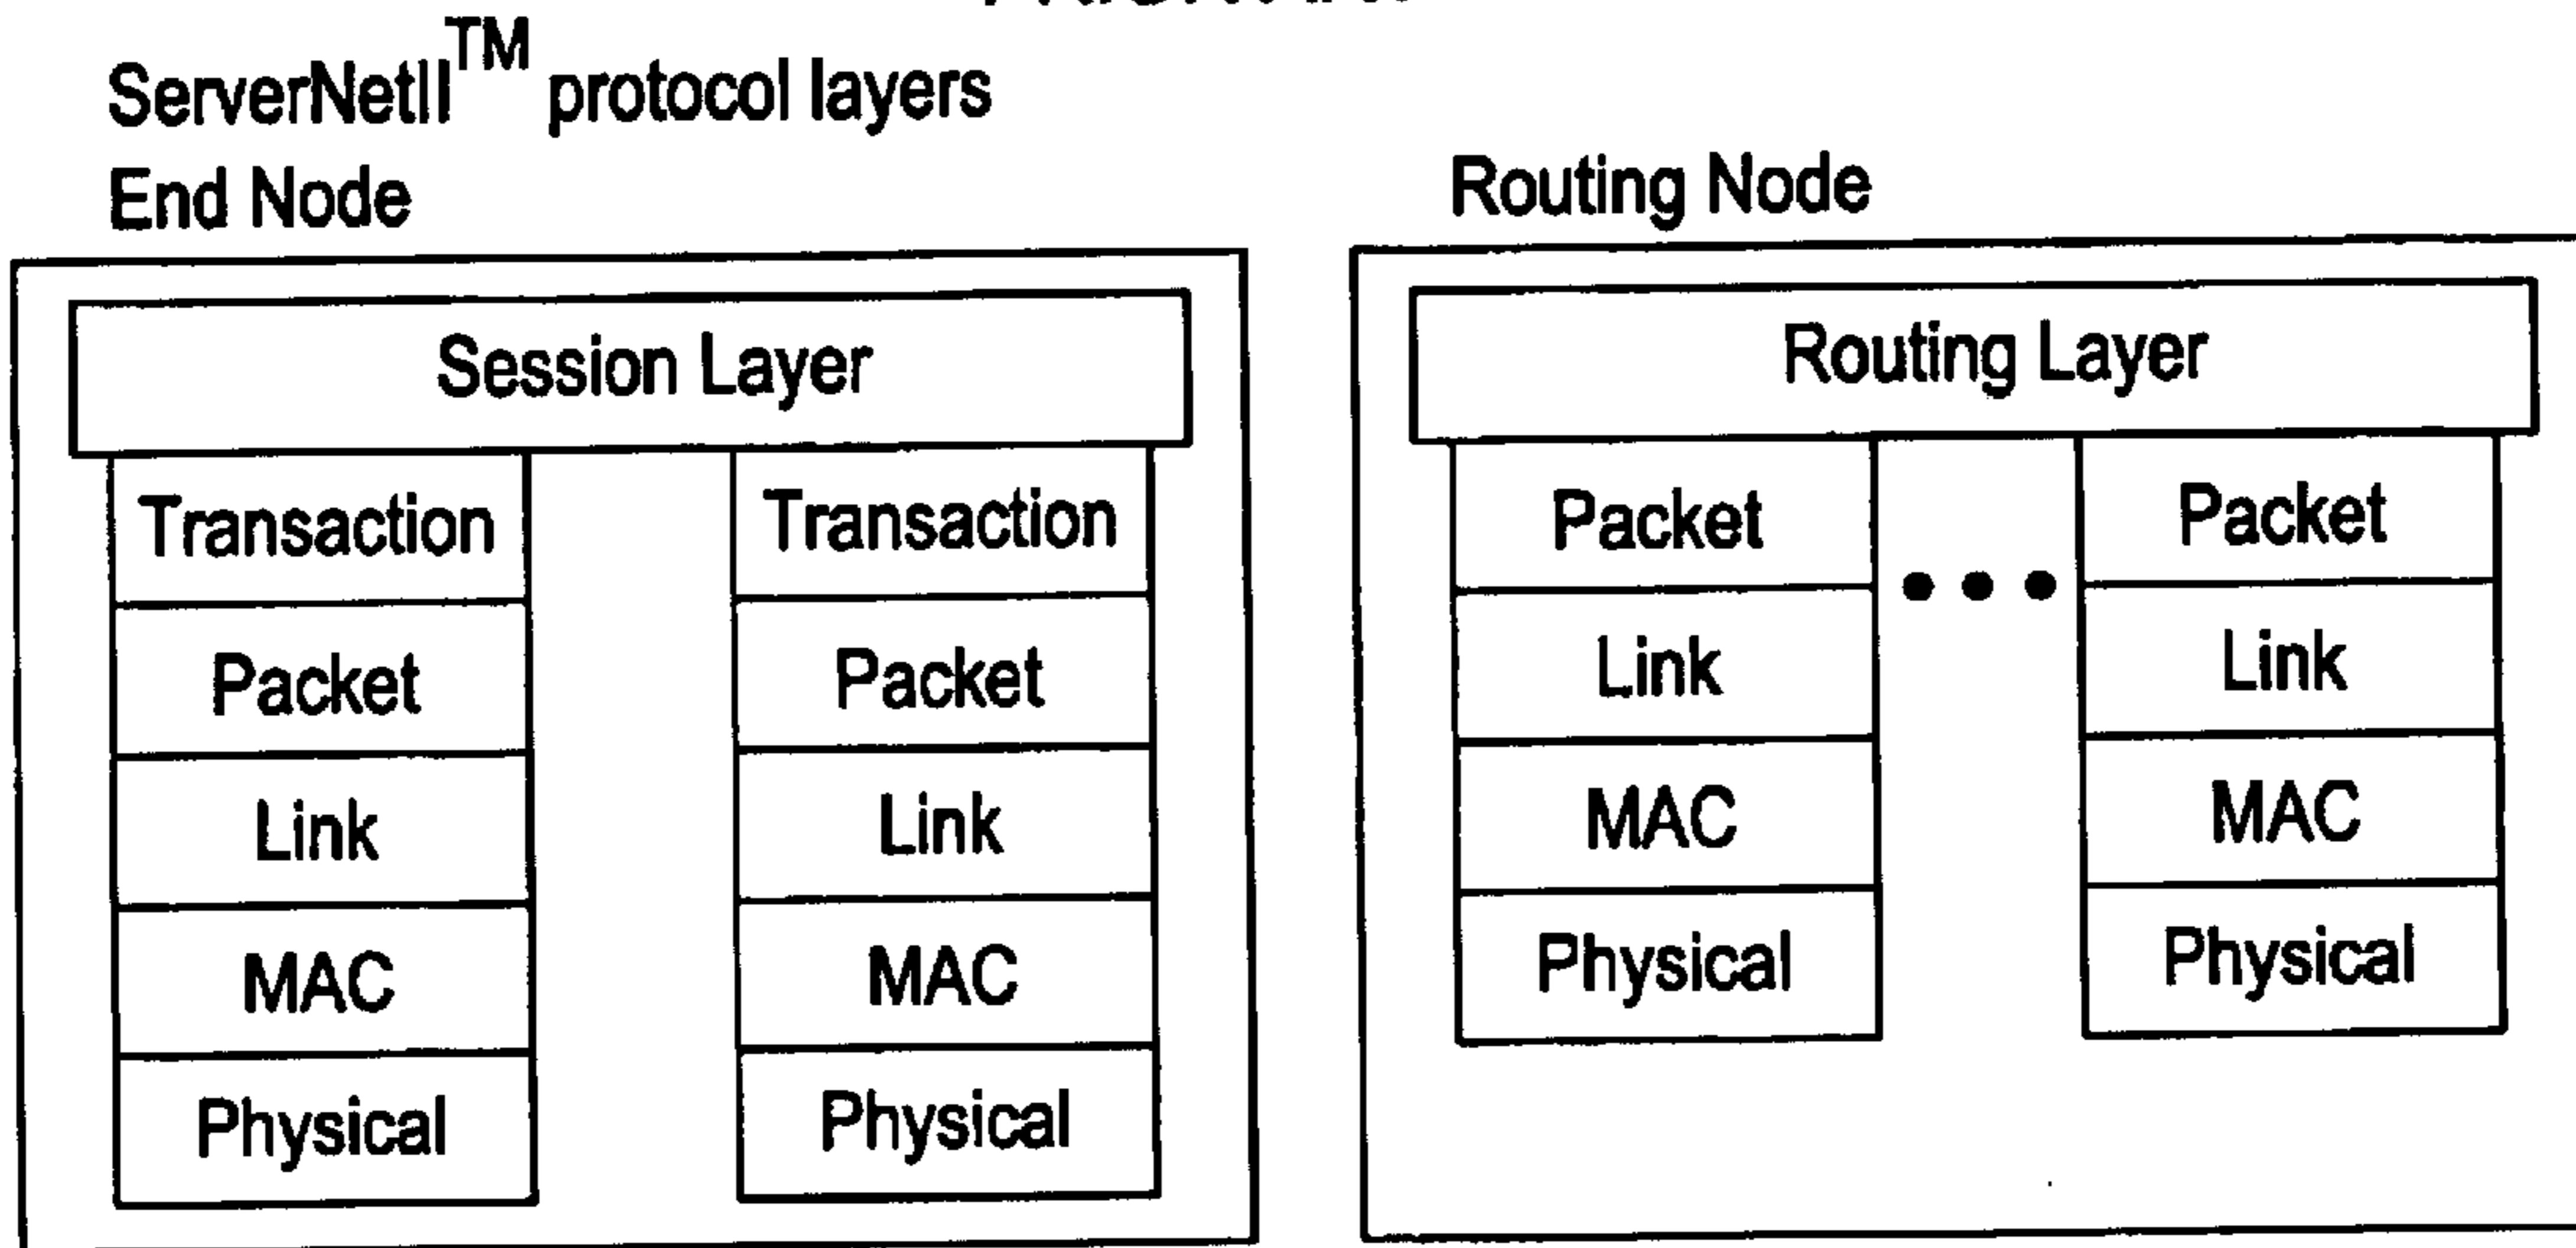 ServerNetII™ protocol layers
End Node
Session Layer
Transaction
Transaction
Packet
Packet
Link
Link
MAC
MAC
Physical
Physical
Routing Node
Routing Layer
Packet
Packet
Link
Link
MAC
MAC
Physical
Physical